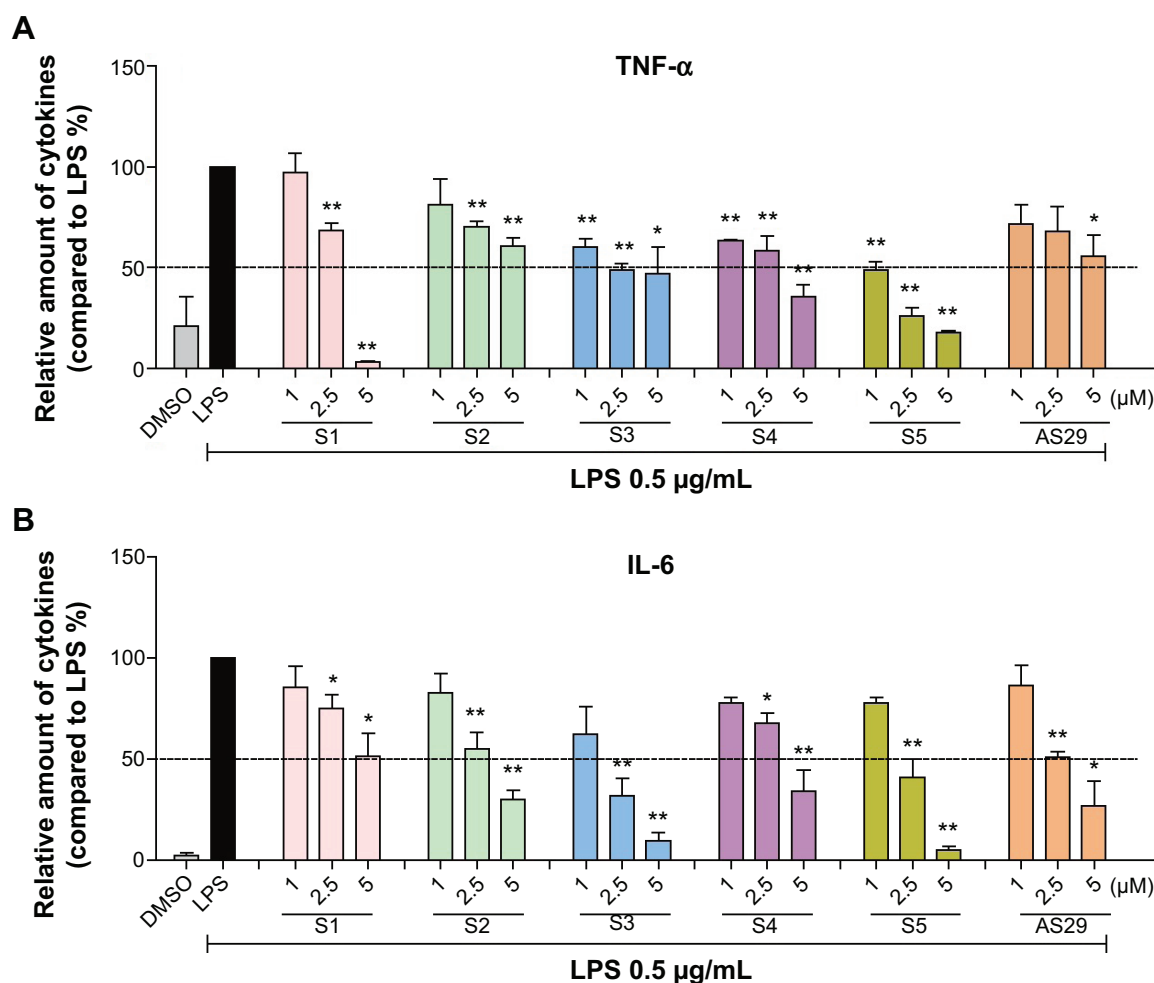 A
TNF-α
Relative amount of cytokines
(compared to LPS %)
150
100
50
0
** ** ** ** ** ** * ** ** ** ** ** ** *
DMSO LPS 1 2.5 5 1 2.5 5 1 2.5 5 1 2.5 5 1 2.5 5 1 2.5 5 (µM)
S1 S2 S3 S4 S5 AS29
LPS 0.5 µg/mL
B
IL-6
Relative amount of cytokines
(compared to LPS %)
150
100
50
0
* * ** ** ** ** * ** ** ** ** *
DMSO LPS 1 2.5 5 1 2.5 5 1 2.5 5 1 2.5 5 1 2.5 5 1 2.5 5 (µM)
S1 S2 S3 S4 S5 AS29
LPS 0.5 µg/mL